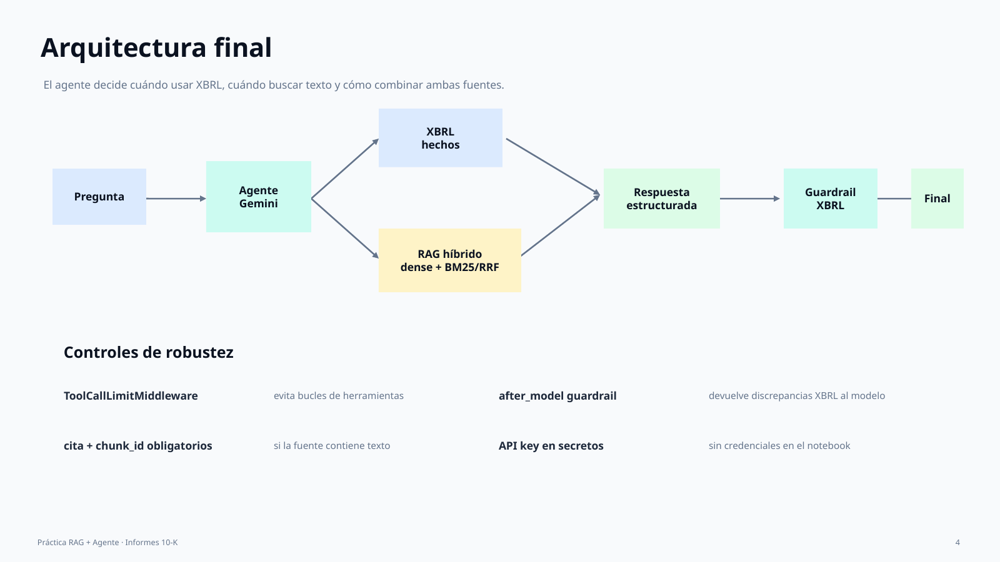 Arquitectura final
El agente decide cuándo usar XBRL, cuándo buscar texto y cómo combinar ambas fuentes.
Pregunta
Agente
Gemini
XBRL
hechos
RAG híbrido
dense + BM25/RRF
Respuesta
estructurada
Guardrail
XBRL
Final
Controles de robustez
ToolCallLimitMiddleware
evita bucles de herramientas
after_model guardrail
devuelve discrepancias XBRL al modelo
cita + chunk_id obligatorios
si la fuente contiene texto
API key en secretos
sin credenciales en el notebook
Práctica RAG + Agente · Informes 10-K
4